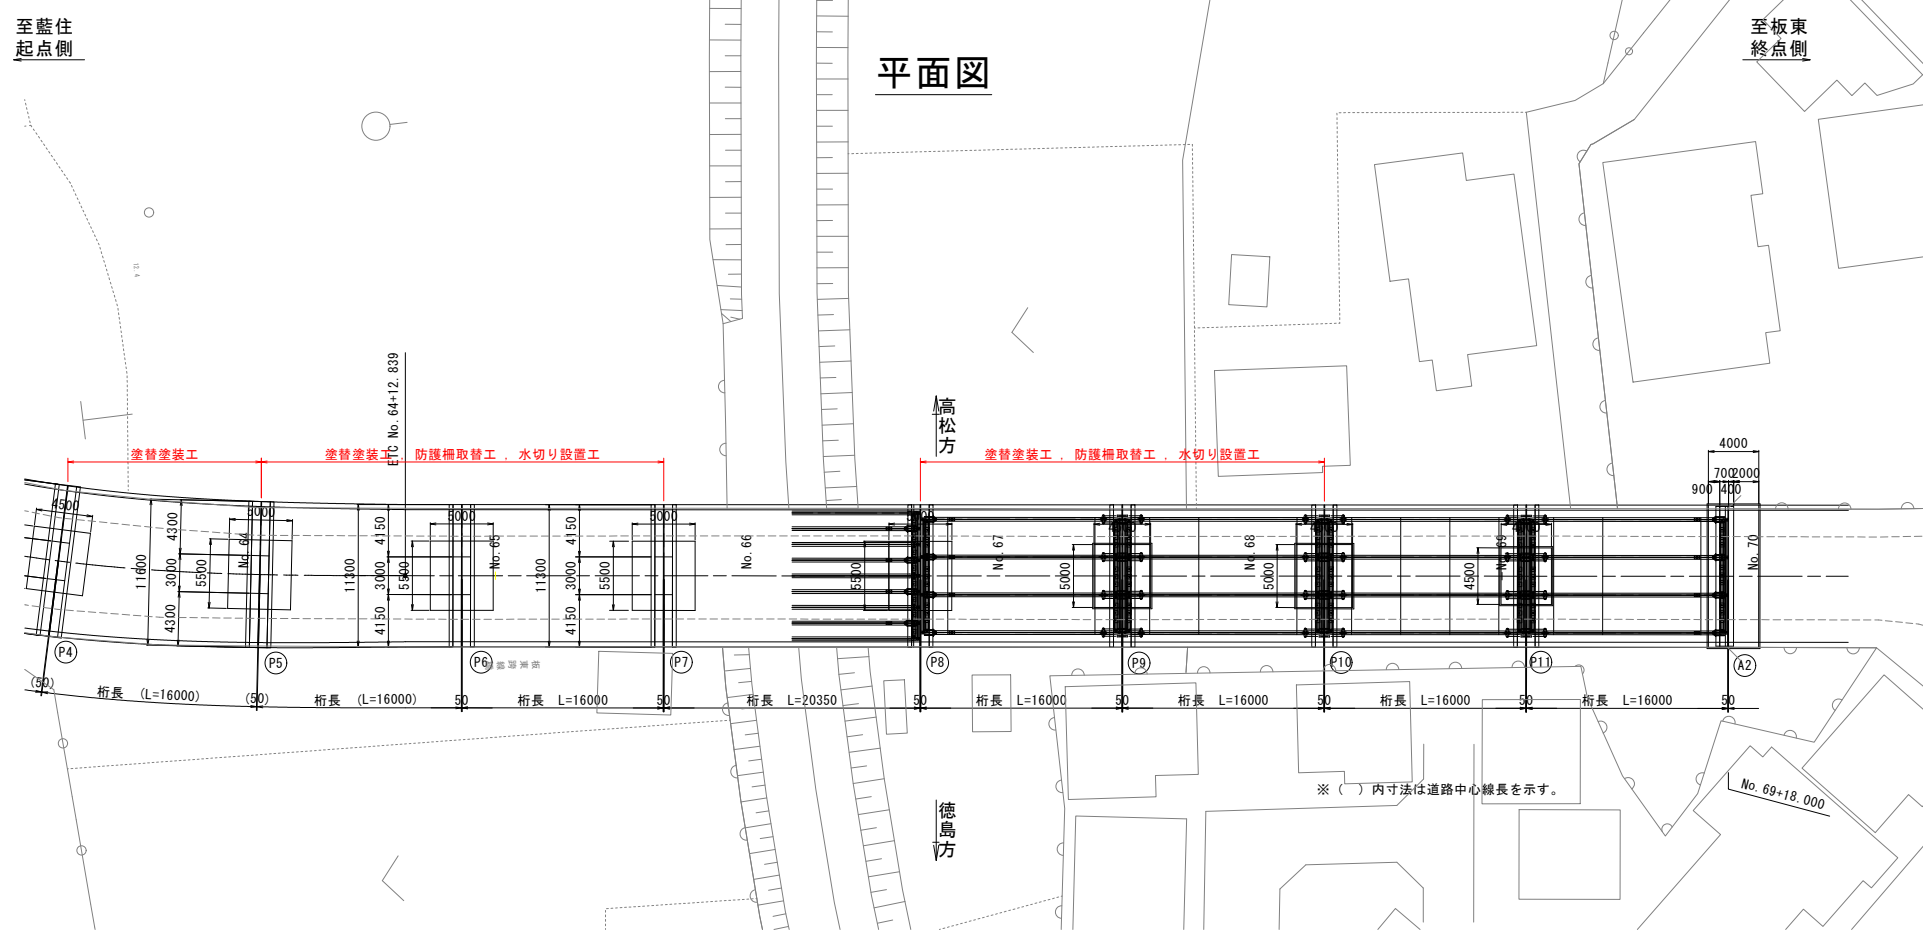 至藍住
起点側
平面図
至板東
終点側
12.4
ETC No.64+12.839
高松方
塗替塗装工
塗替塗装工 , 防護柵取替工 , 水切り設置工
塗替塗装工 , 防護柵取替工 , 水切り設置工
4000
700
2000
900
400
4500
5000
5000
5000
4300
3000
4300
11600
5500
No.64
11300
4150
3000
4150
5500
No.65
11300
4150
3000
4150
5500
No.66
5500
No.67
5000
No.68
5000
No.69
4500
No.70
P4
P5
P6
P7
P8
P9
P10
P11
A2
(50)
桁長 (L=16000)
(50)
桁長 (L=16000)
50
桁長 L=16000
50
桁長 L=20350
50
桁長 L=16000
50
桁長 L=16000
50
桁長 L=16000
50
桁長 L=16000
50
※( )内寸法は道路中心線長を示す。
No.69+18.000
徳島方